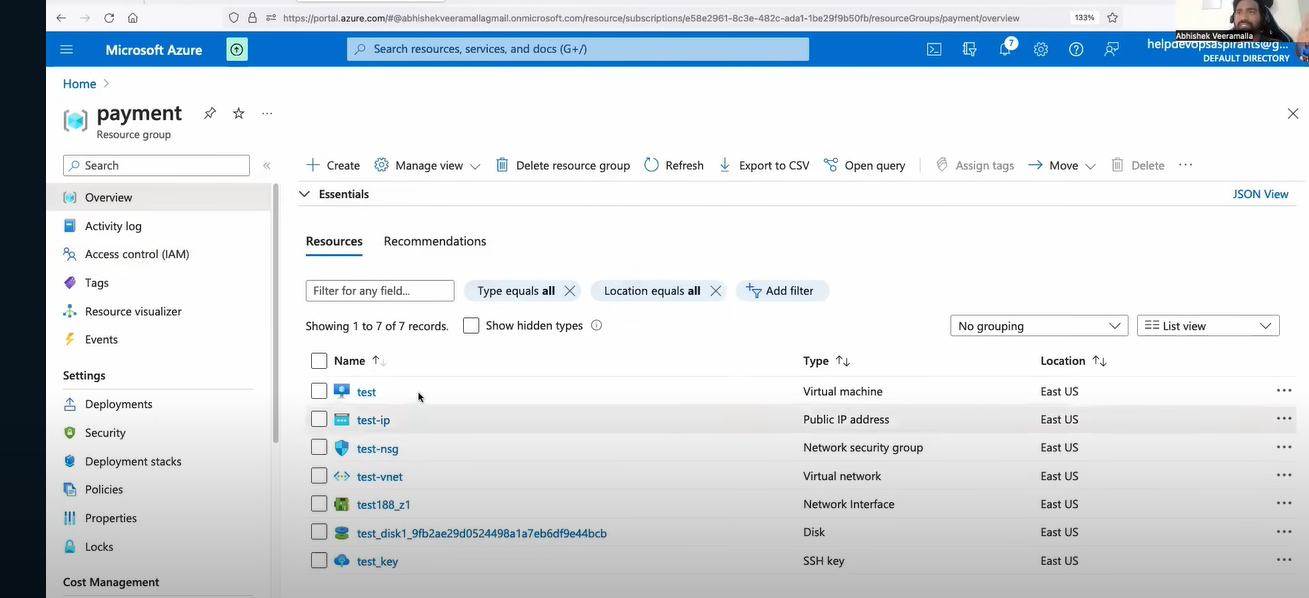 https://portal.azure.com/#@abhishekveeramallagmail.onmicrosoft.com/resource/subscriptions/e58e2961-8c3e-482c-ada1-1be29f9b50fb/resourceGroups/payment/overview
133%
Abhishek Veeramalla
Microsoft Azure
Search resources, services, and docs (G+/)
7
helpdevopsaspirants@g...
DEFAULT DIRECTORY
Home
payment
Resource group
Search
Create
Manage view
Delete resource group
Refresh
Export to CSV
Open query
Assign tags
Move
Delete
Essentials
JSON View
Overview
Activity log
Access control (IAM)
Tags
Resource visualizer
Events
Settings
Deployments
Security
Deployment stacks
Policies
Properties
Locks
Cost Management
Resources Recommendations
Filter for any field...
Type equals all
Location equals all
Add filter
Showing 1 to 7 of 7 records.
Show hidden types
No grouping
List view
Name Type Location
test Virtual machine East US
test-ip Public IP address East US
test-nsg Network security group East US
test-vnet Virtual network East US
test188_z1 Network Interface East US
test_disk1_9fb2ae29d0524498a1a7eb6df9e44bcb Disk East US
test_key SSH key East US